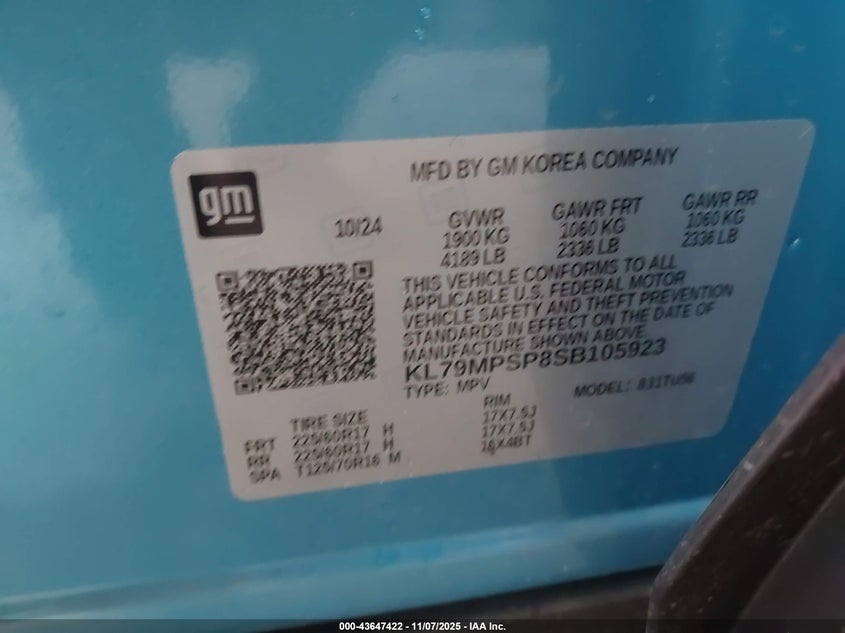 gm
MFD BY GM KOREA COMPANY
10/24
GVWR GAWR FRT GAWR RR
1900 KG 1060 KG 1060 KG
4189 LB 2336 LB 2336 LB
THIS VEHICLE CONFORMS TO ALL
APPLICABLE U.S. FEDERAL MOTOR
VEHICLE SAFETY AND THEFT PREVENTION
STANDARDS IN EFFECT ON THE DATE OF
MANUFACTURE SHOWN ABOVE.
KL79MPSP8SB105923
TYPE: MPV MODEL: 831TU56
TIRE SIZE RIM
FRT 225/60R17 H 17X7.5J
RR 225/60R17 H 17X7.5J
SPA T125/70R16 M 16X4BT
000-43647422 - 11/07/2025 - IAA Inc.